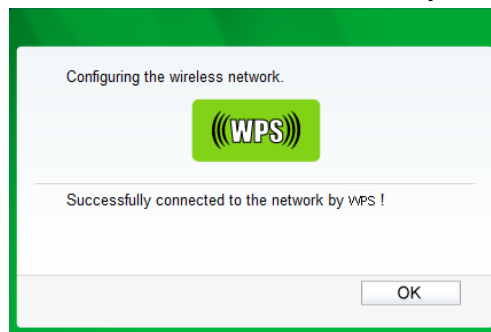 Configuring the wireless network.
(((WPS)))
Successfully connected to the network by WPS !
OK